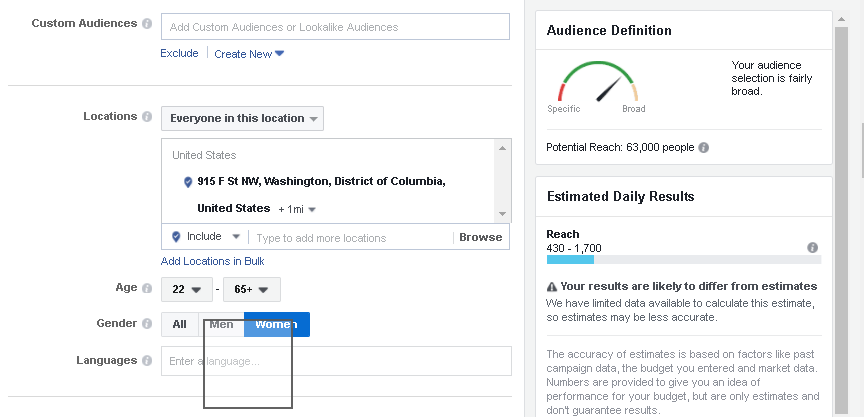 Custom Audiences
Add Custom Audiences or Lookalike Audiences
Exclude
Create New
Locations
Everyone in this location
United States
915 F St NW, Washington, District of Columbia,
United States + 1mi
Include
Type to add more locations
Browse
Add Locations in Bulk
Age
22 - 65+
Gender
All
Men
Women
Languages
Enter a language...
Audience Definition
Specific
Broad
Your audience
selection is fairly
broad.
Potential Reach: 63,000 people
Estimated Daily Results
Reach
430 - 1,700
Your results are likely to differ from estimates
We have limited data available to calculate this estimate,
so estimates may be less accurate.
The accuracy of estimates is based on factors like past
campaign data, the budget you entered and market data.
Numbers are provided to give you an idea of
performance for your budget, but are only estimates and
don't guarantee results.